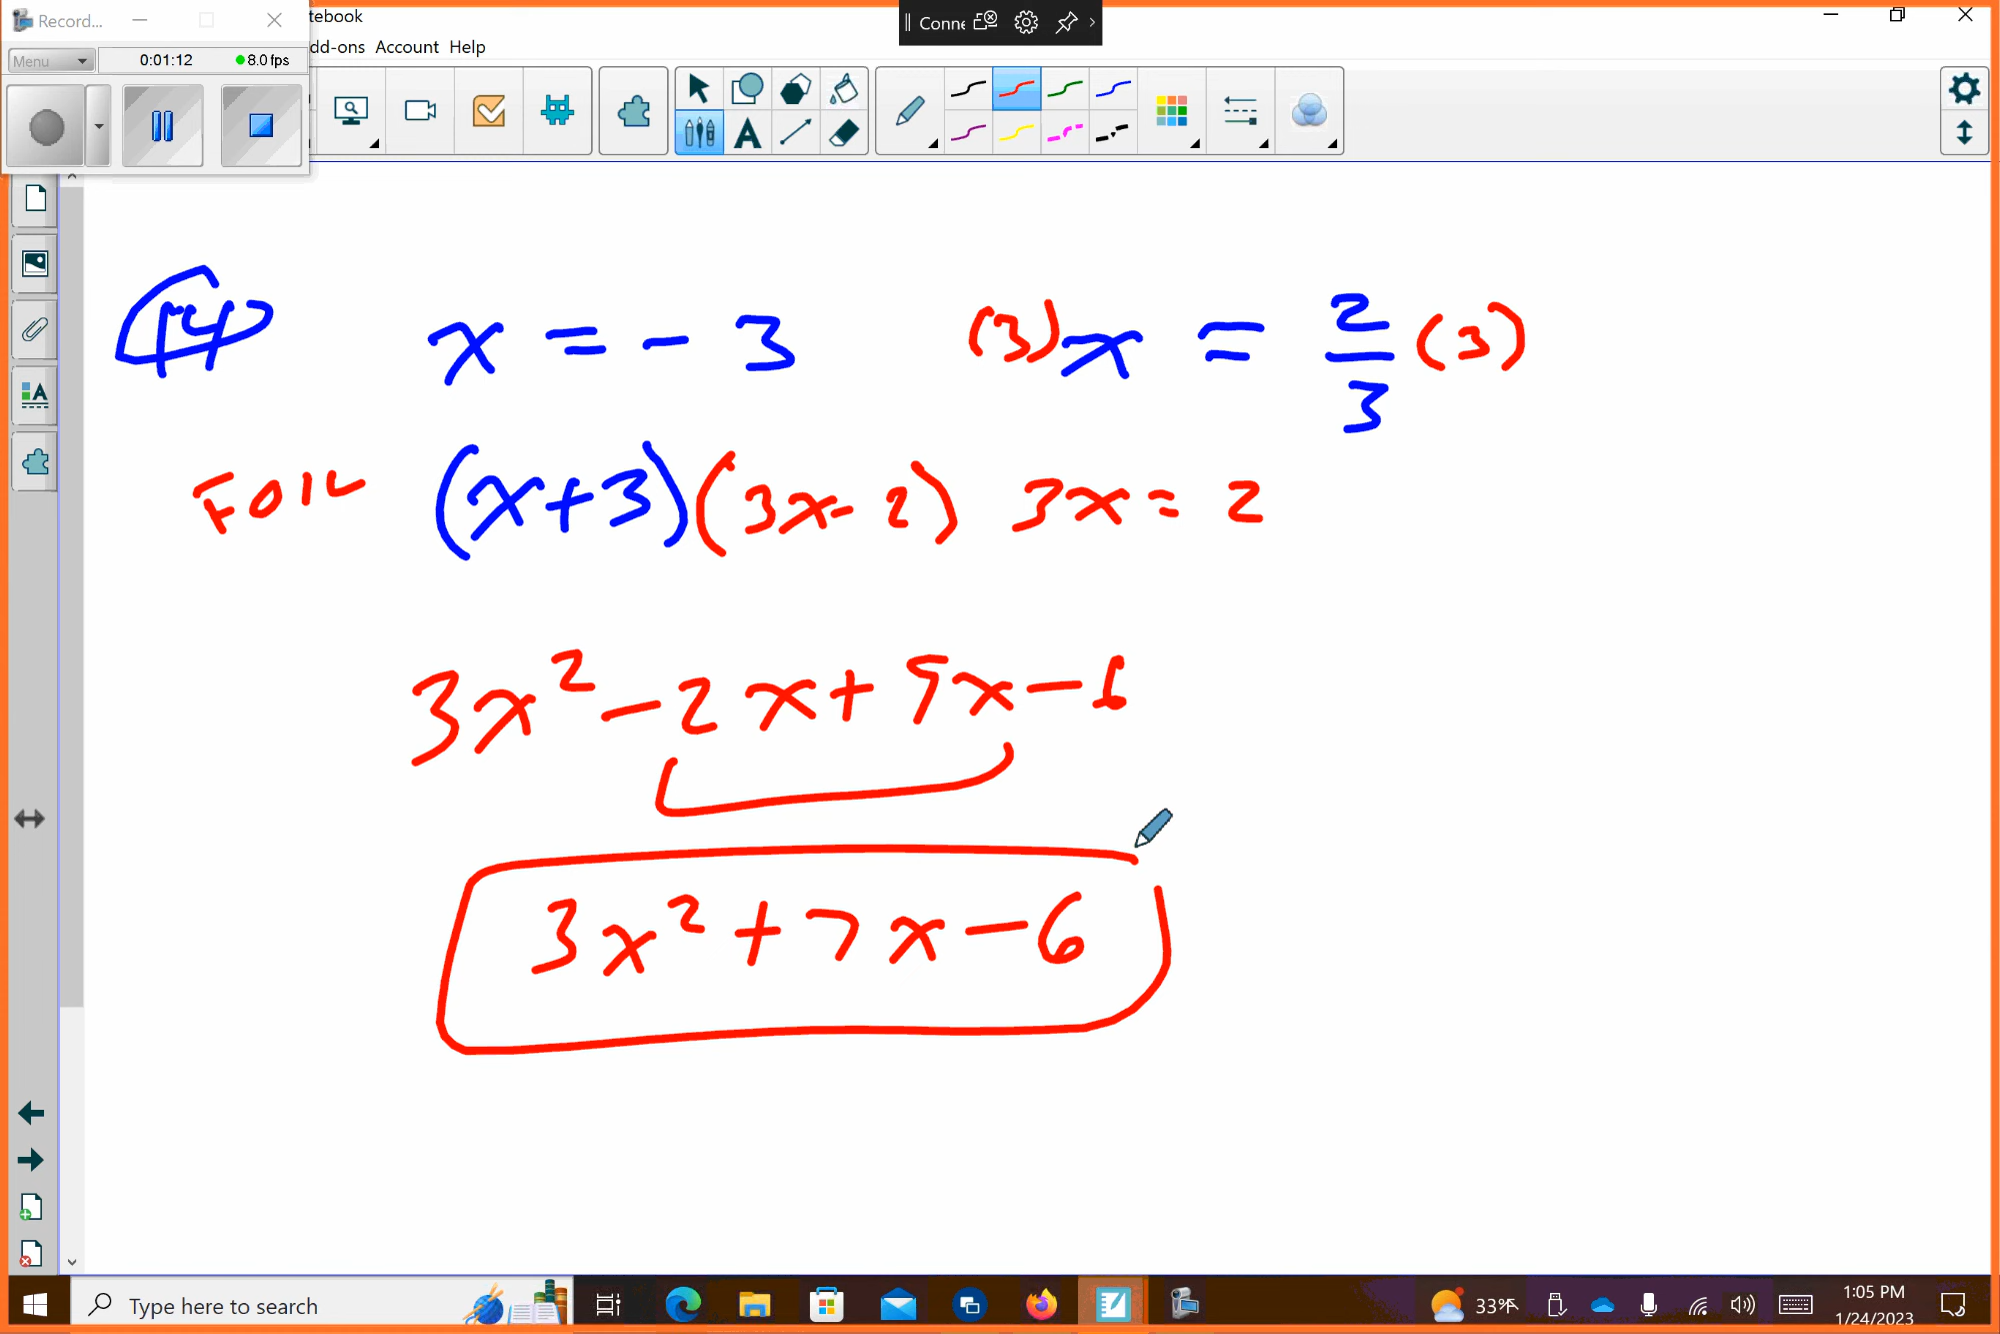 Record...
tebook
Conne
dd-ons Account Help
Menu 0:01:12 8.0 fps
14 x = - 3 (3)x = 2/3 (3)
FOIL (x+3)(3x-2) 3x = 2
3x² - 2x + 9x - 6
3x² + 7x - 6
Type here to search
33°F
1:05 PM
1/24/2023